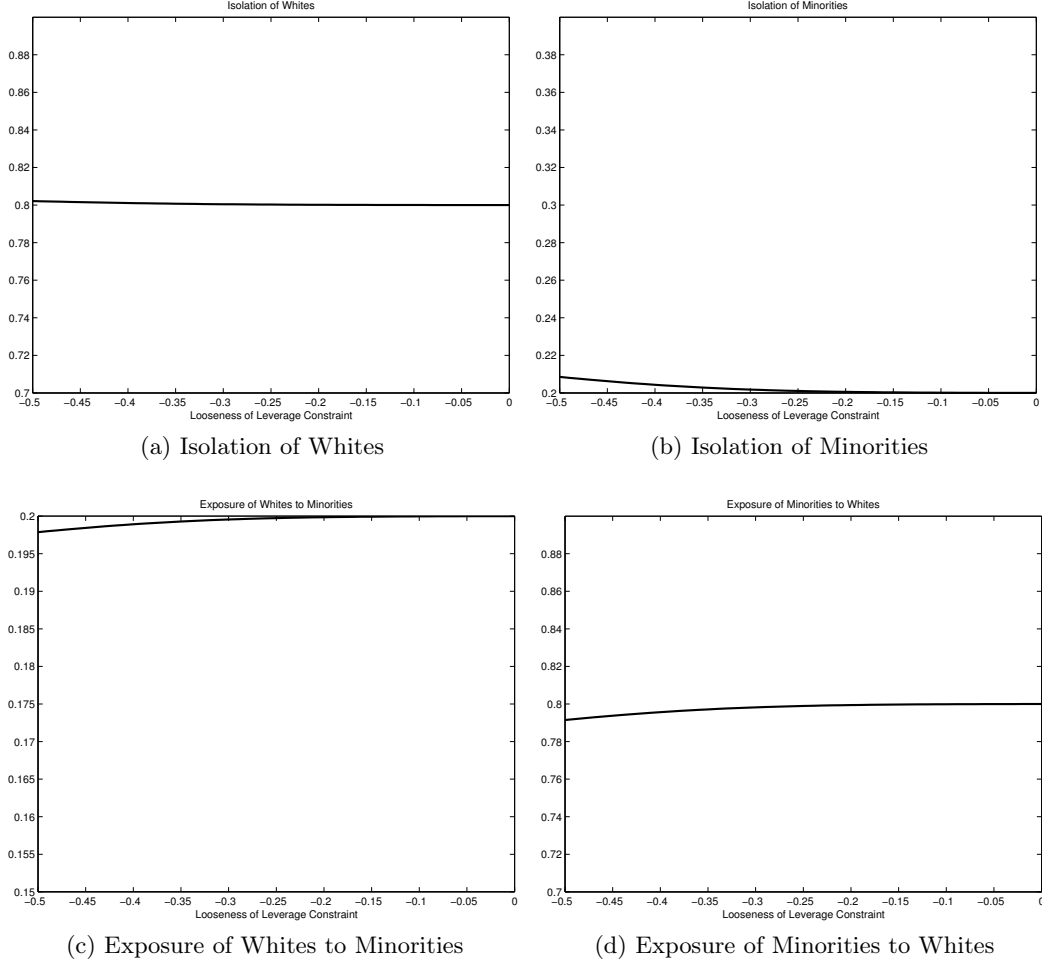 Isolation of Whites
0.88
0.86
0.84
0.82
0.8
0.78
0.76
0.74
0.72
0.7
−0.5 −0.45 −0.4 −0.35 −0.3 −0.25 −0.2 −0.15 −0.1 −0.05 0
Looseness of Leverage Constraint
(a) Isolation of Whites
Isolation of Minorities
0.38
0.36
0.34
0.32
0.3
0.28
0.26
0.24
0.22
0.2
−0.5 −0.45 −0.4 −0.35 −0.3 −0.25 −0.2 −0.15 −0.1 −0.05 0
Looseness of Leverage Constraint
(b) Isolation of Minorities
Exposure of Whites to Minorities
0.2
0.195
0.19
0.185
0.18
0.175
0.17
0.165
0.16
0.155
0.15
−0.5 −0.45 −0.4 −0.35 −0.3 −0.25 −0.2 −0.15 −0.1 −0.05 0
Looseness of Leverage Constraint
(c) Exposure of Whites to Minorities
Exposure of Minorities to Whites
0.88
0.86
0.84
0.82
0.8
0.78
0.76
0.74
0.72
0.7
−0.5 −0.45 −0.4 −0.35 −0.3 −0.25 −0.2 −0.15 −0.1 −0.05 0
Looseness of Leverage Constraint
(d) Exposure of Minorities to Whites